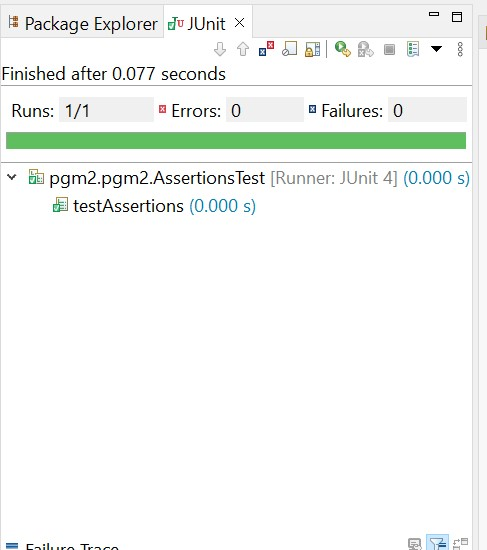 Package Explorer JUnit
Finished after 0.077 seconds
Runs: 1/1 Errors: 0 Failures: 0
pgm2.pgm2.AssertionsTest [Runner: JUnit 4] (0.000 s)
testAssertions (0.000 s)
Failure Trace